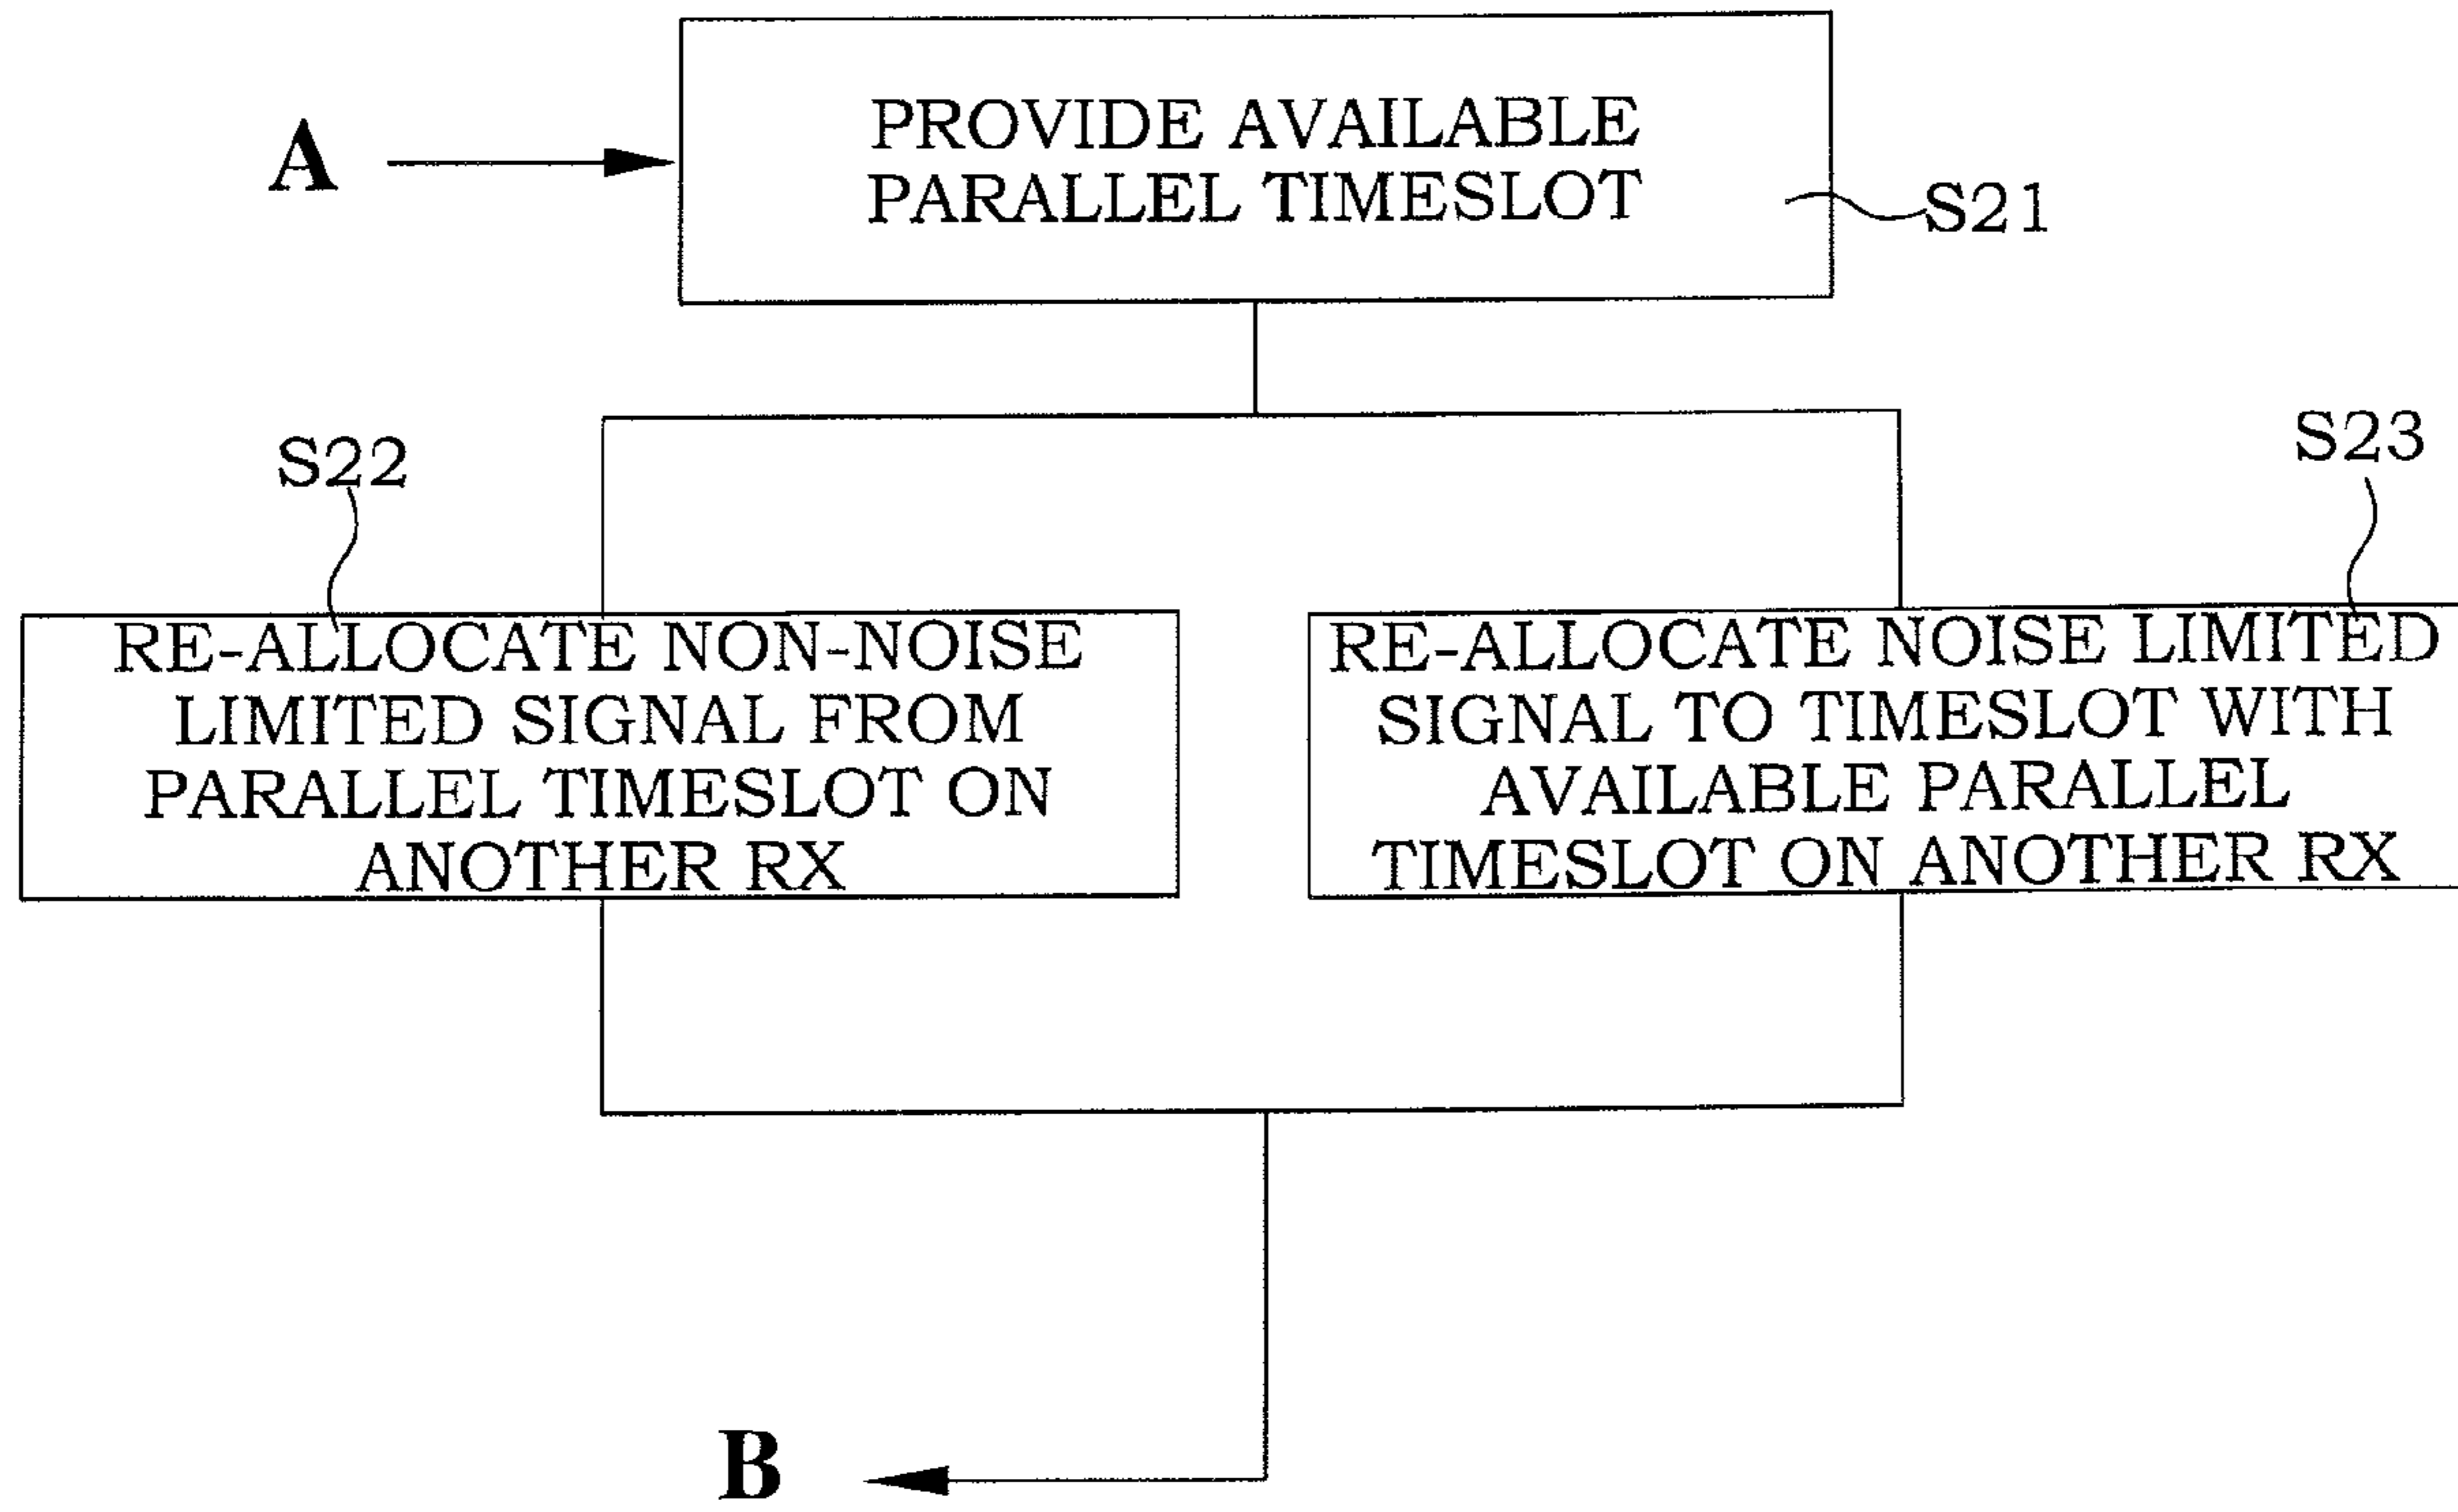 PROVIDE AVAILABLE
PARALLEL TIMESLOT
A
S21
S22
S23
RE-ALLOCATE NON-NOISE
LIMITED SIGNAL FROM
PARALLEL TIMESLOT ON
ANOTHER RX
RE-ALLOCATE NOISE LIMITED
SIGNAL TO TIMESLOT WITH
AVAILABLE PARALLEL
TIMESLOT ON ANOTHER RX
B